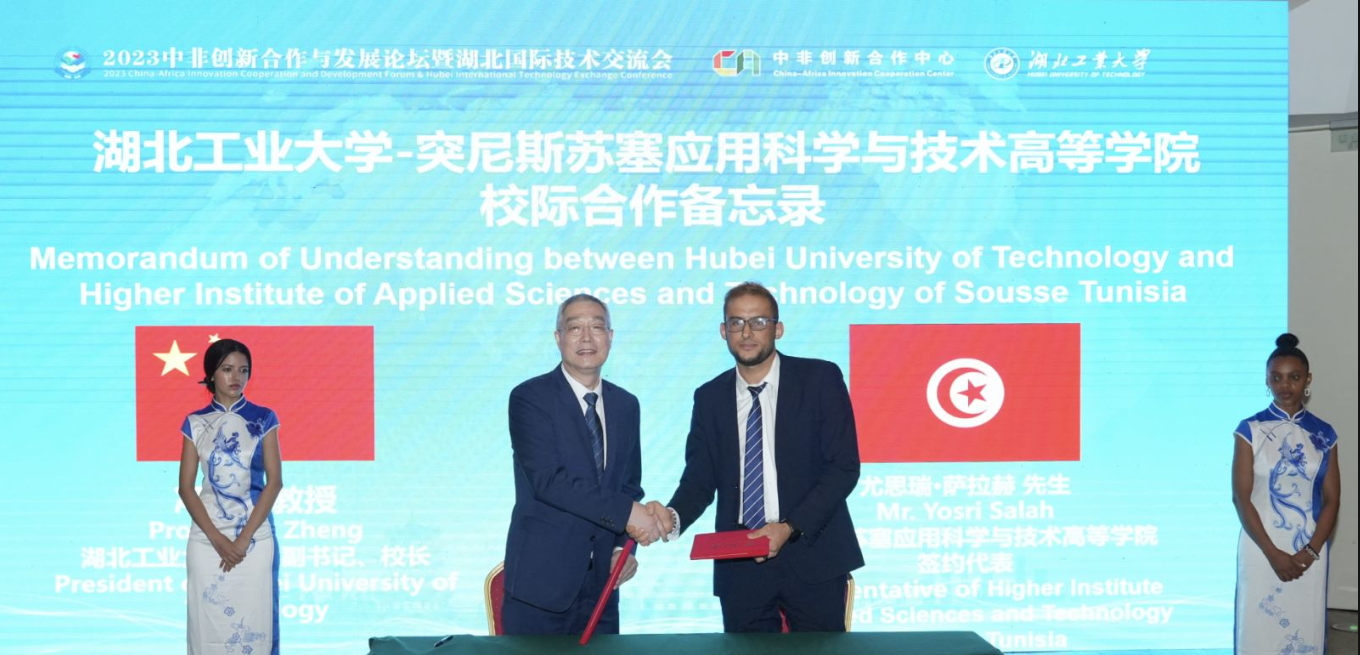 2023中非创新合作与发展论坛暨湖北国际技术交流会
2023 China-Africa Innovation Cooperation and Development Forum & Hubei International Technology Exchange Conference
中非创新合作中心
China-Africa Innovation Cooperation Center
湖北工业大学
HUBEI UNIVERSITY OF TECHNOLOGY
湖北工业大学-突尼斯苏塞应用科学与技术高等学院
校际合作备忘录
Memorandum of Understanding between Hubei University of Technology and
Higher Institute of Applied Sciences and Technology of Sousse Tunisia
教授
Zheng
湖北工业 副书记、校长
President University of
尤思瑞·萨拉赫 先生
Mr. Yosri Salah
塞应用科学与技术高等学院
签约代表
of Higher Institute
Sciences and Technology
Tunisia